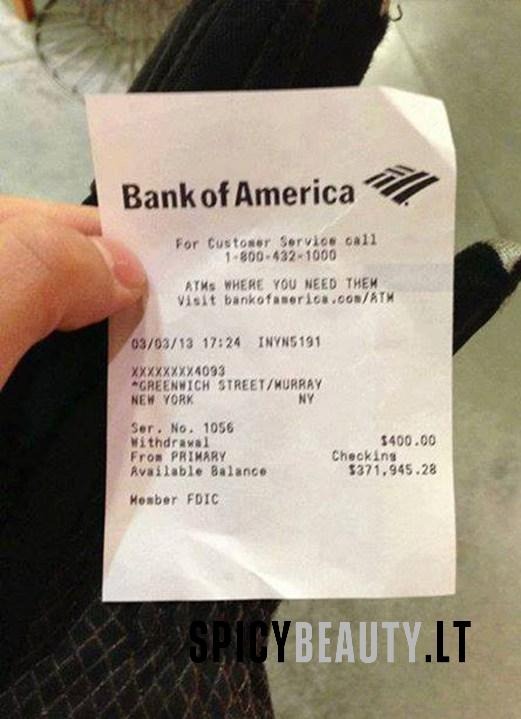 Bank of America
For Customer Service call
1-800-432-1000
ATMs WHERE YOU NEED THEM
Visit bankofamerica.com/ATM
03/03/13 17:24 INYN5191
XXXXXXXX4093
*GREENWICH STREET/MURRAY
NEW YORK NY
Ser. No. 1056
Withdrawal $400.00
From PRIMARY Checking
Available Balance $371,945.28
Member FDIC
SPICYBEAUTY.LT